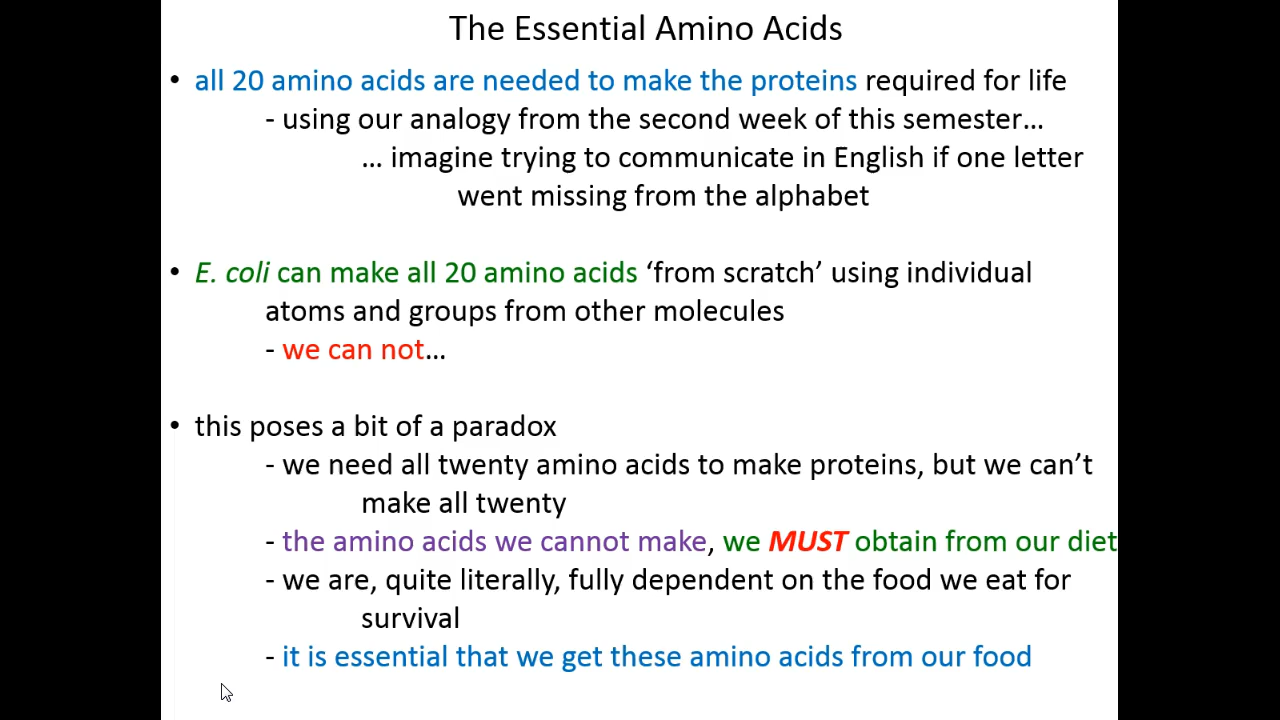 The Essential Amino Acids
• all 20 amino acids are needed to make the proteins required for life
- using our analogy from the second week of this semester…
… imagine trying to communicate in English if one letter
went missing from the alphabet
• E. coli can make all 20 amino acids ‘from scratch’ using individual
atoms and groups from other molecules
- we can not…
• this poses a bit of a paradox
- we need all twenty amino acids to make proteins, but we can’t
make all twenty
- the amino acids we cannot make, we MUST obtain from our diet
- we are, quite literally, fully dependent on the food we eat for
survival
- it is essential that we get these amino acids from our food